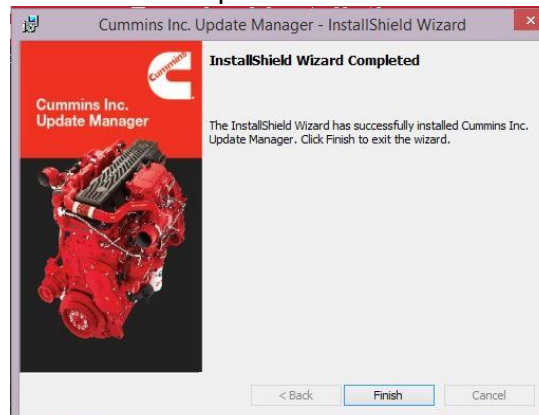 Cummins Inc. Update Manager - InstallShield Wizard
Cummins
Cummins Inc.
Update Manager
InstallShield Wizard Completed
The InstallShield Wizard has successfully installed Cummins Inc.
Update Manager. Click Finish to exit the wizard.
< Back
Finish
Cancel